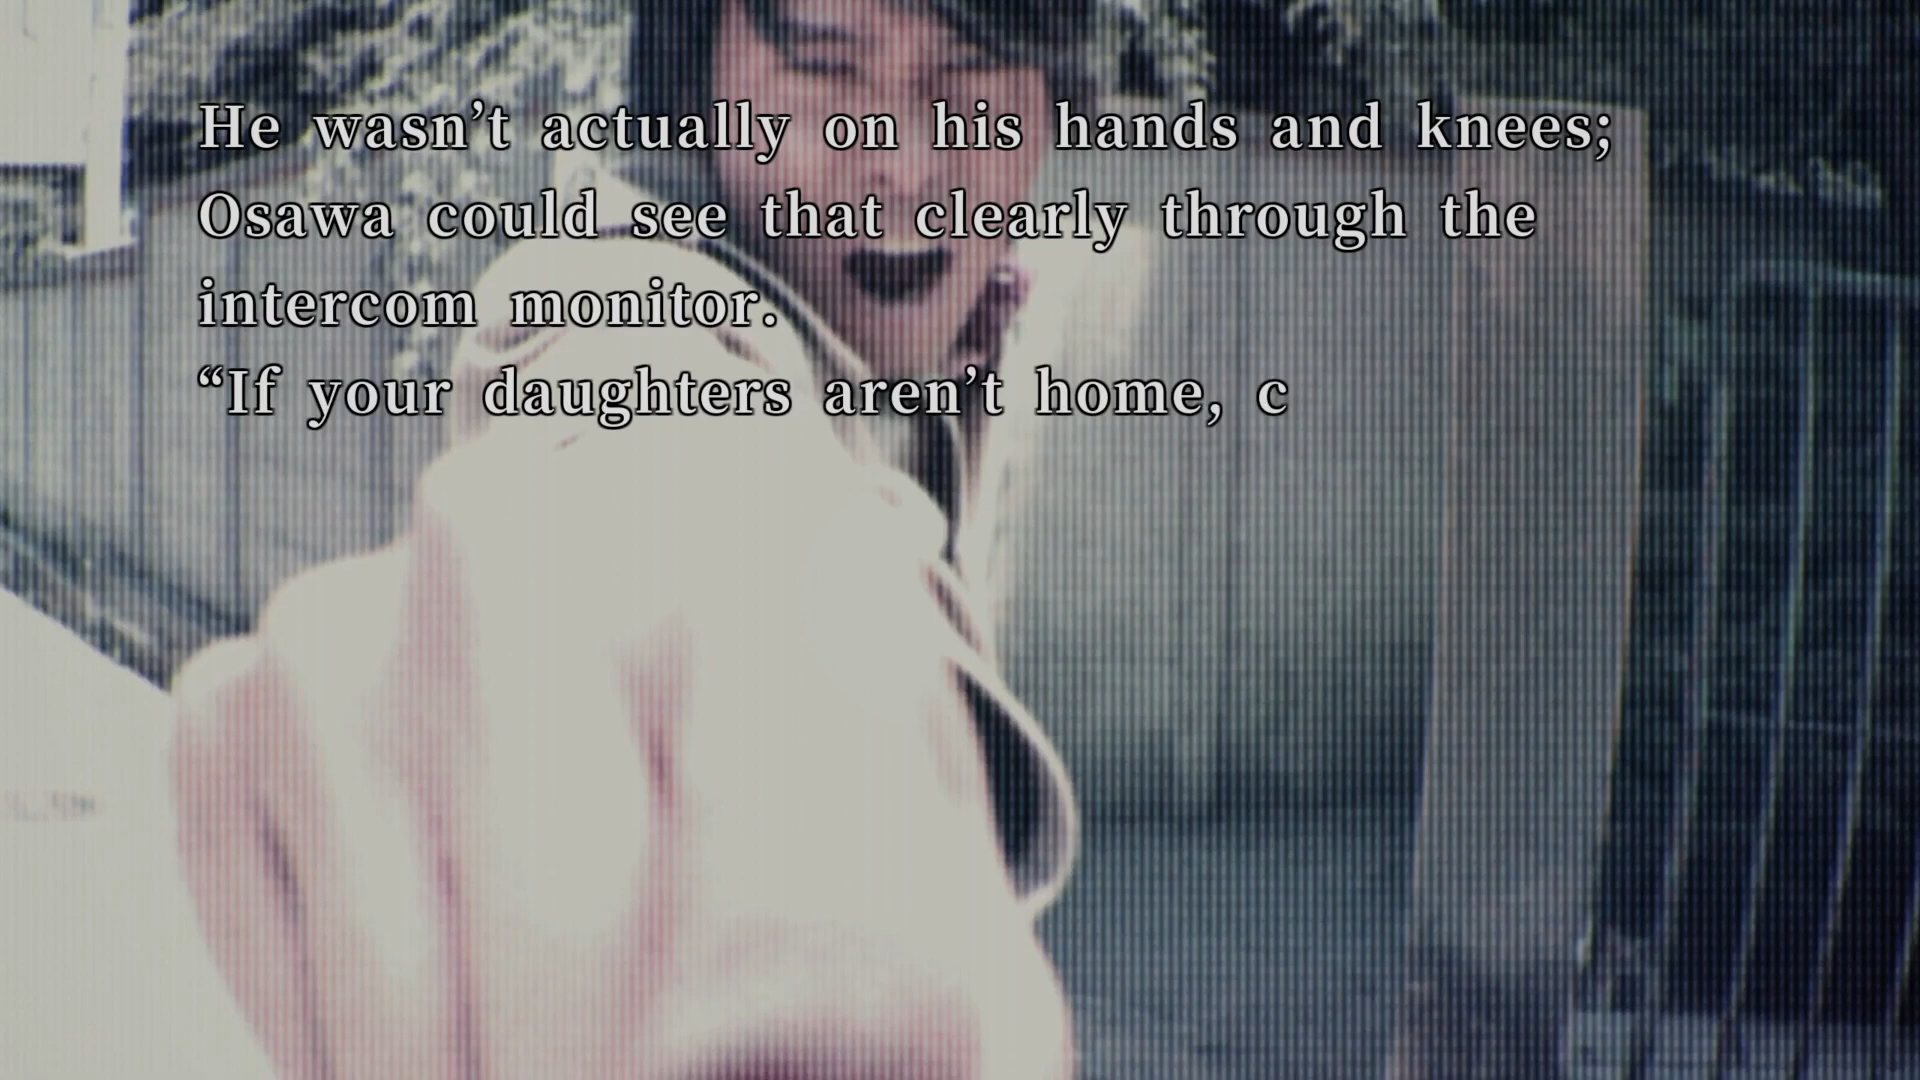 He wasn’t actually on his hands and knees;
Osawa could see that clearly through the
intercom monitor.
“If your daughters aren’t home, c